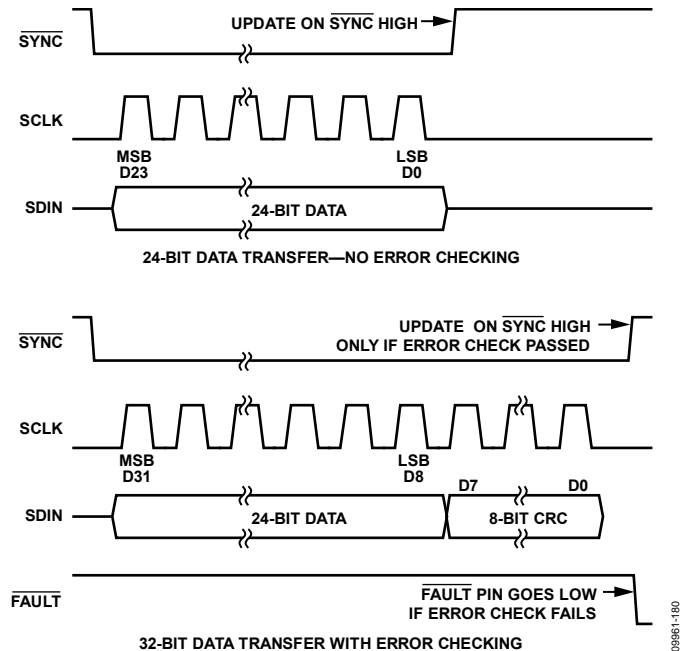 UPDATE ON SYNC HIGH
SYNC
SCLK
MSB
D23
LSB
D0
SDIN
24-BIT DATA
24-BIT DATA TRANSFER—NO ERROR CHECKING
SYNC
UPDATE ON SYNC HIGH
ONLY IF ERROR CHECK PASSED
SCLK
MSB
D31
LSB
D8
D7
D0
SDIN
24-BIT DATA
8-BIT CRC
FAULT
FAULT PIN GOES LOW
IF ERROR CHECK FAILS
32-BIT DATA TRANSFER WITH ERROR CHECKING
09961-180